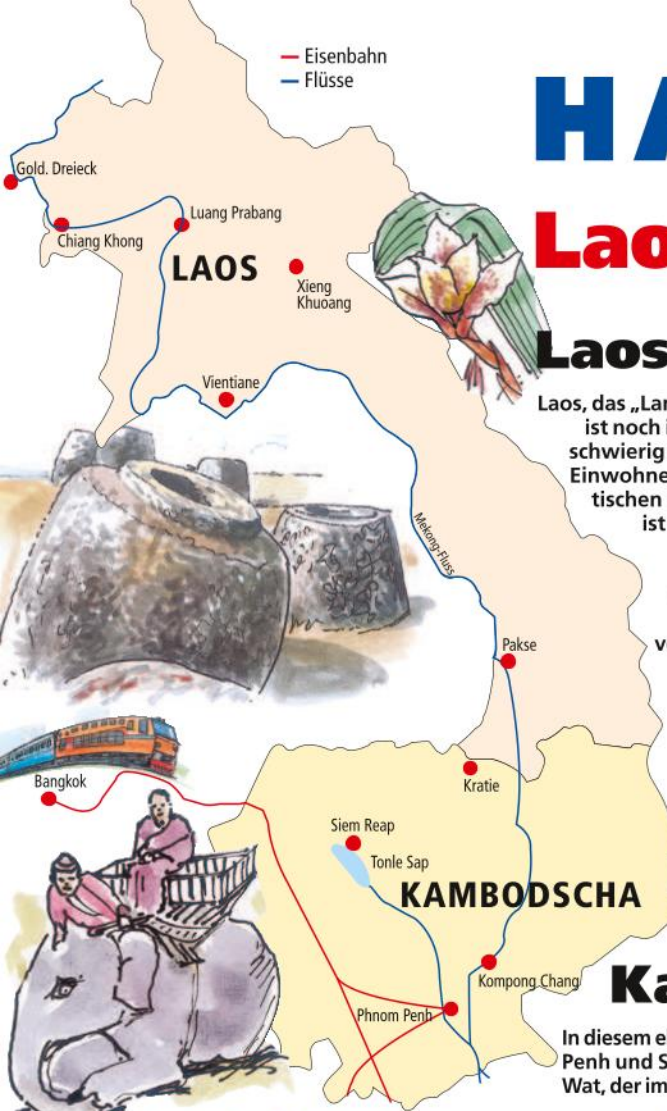 Eisenbahn
Flüsse
HA
Gold. Dreieck
Luang Prabang
Chiang Khong
LAOS
Xieng
Khuoang
Lao
Laos
Vientiane
Laos, das „Lan
ist noch i
schwierig
Einwohne
tischen
ist
Mekong-Fluss
Pakse
v
Bangkok
Kratie
Siem Reap
Tonle Sap
KAMBODSCHA
Kompong Chang
Phnom Penh
Ka
In diesem e
Penh und S
Wat, der im